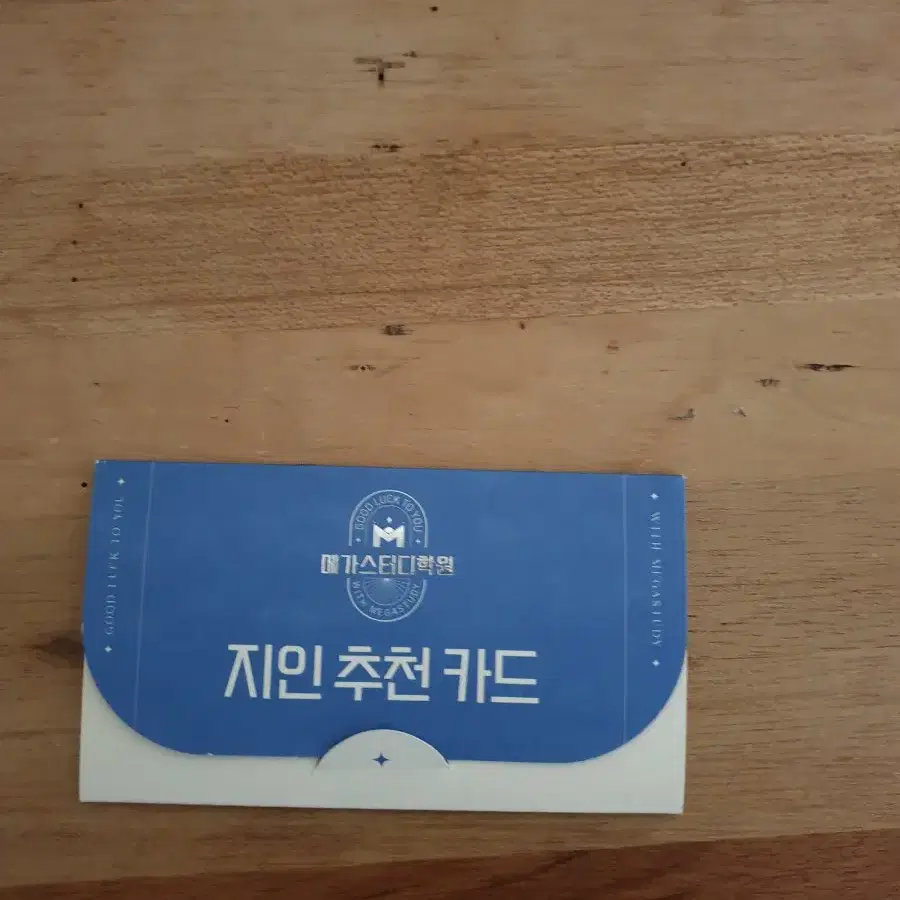 GOOD LUCK TO YOU
GOOD LUCK TO YOU
M
메가스터디학원
WITH MEGASTUDY
지인 추천 카드
WITH MEGASTUDY